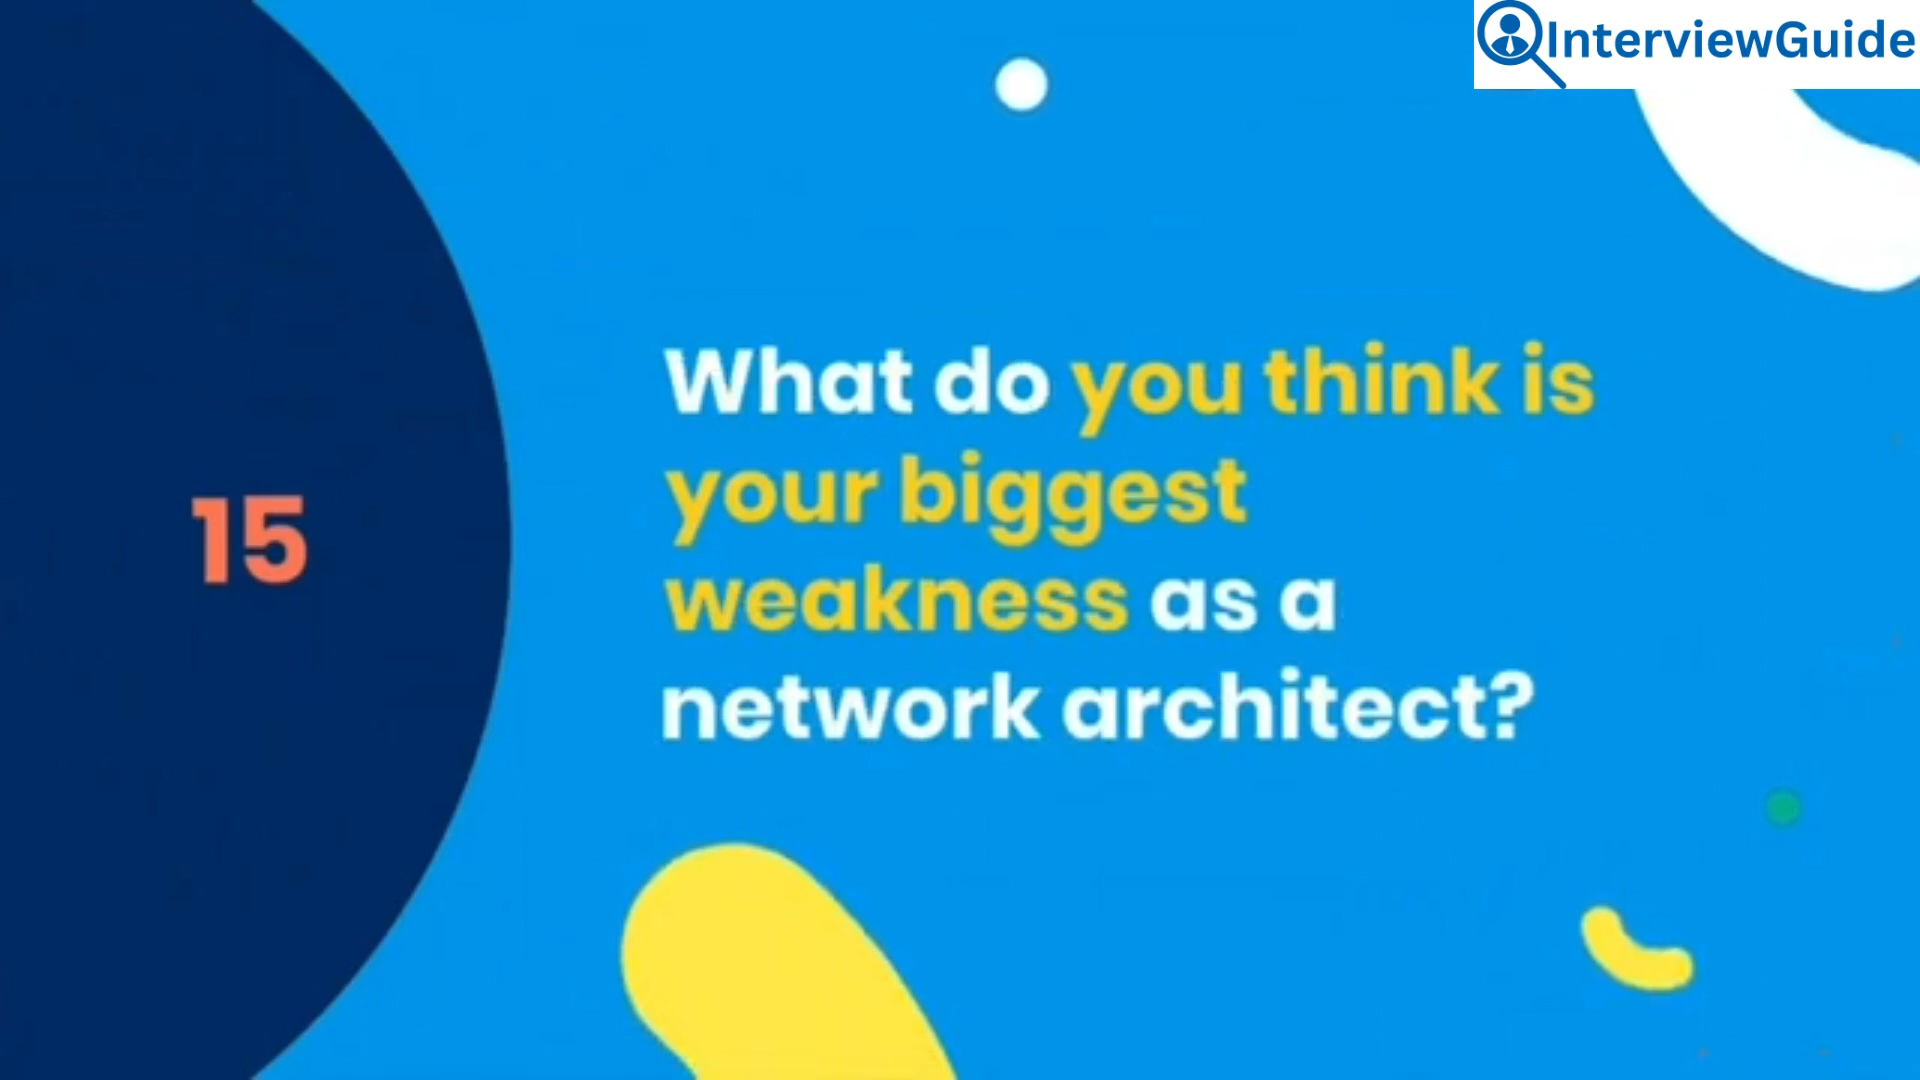 InterviewGuide
15
What do you think is
your biggest
weakness as a
network architect?